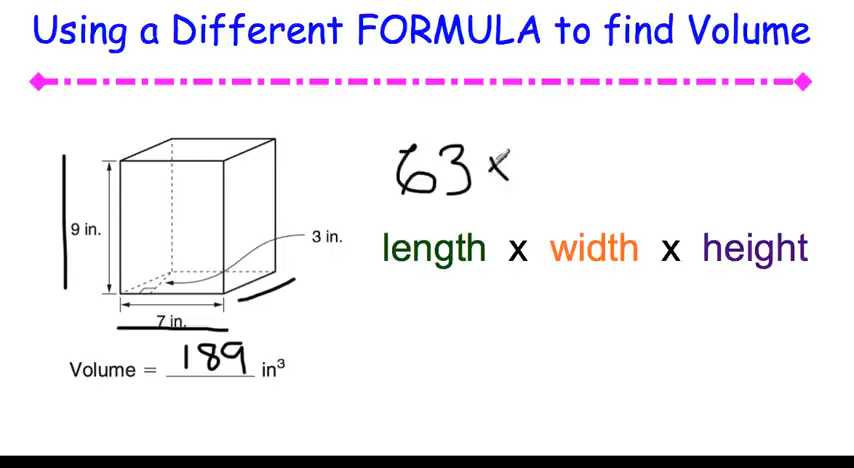 Using a Different FORMULA to find Volume
63 x
9 in.
3 in.
length x width x height
7 in.
Volume = 189 in³